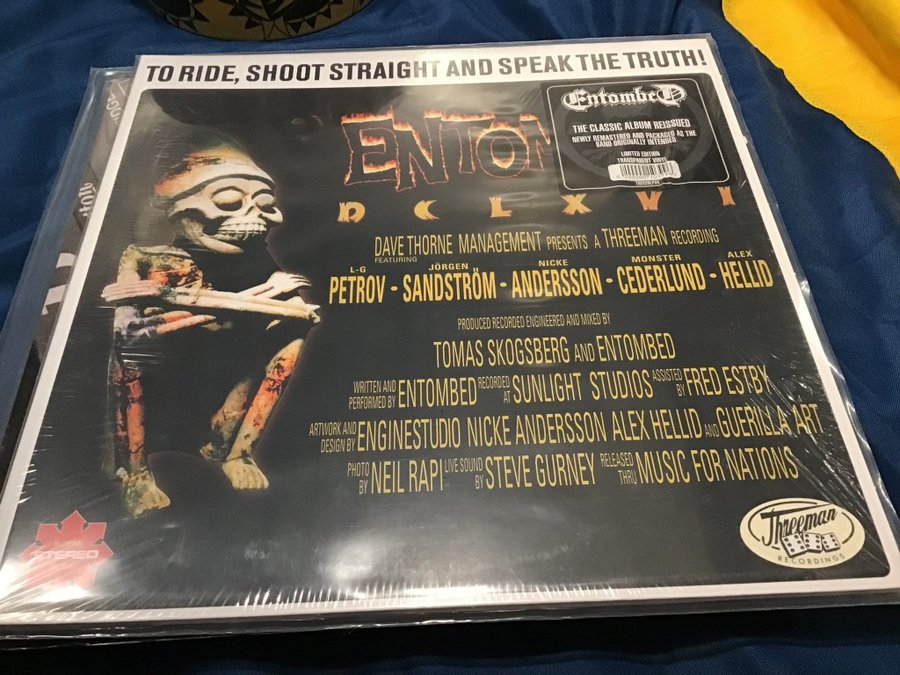 TO RIDE, SHOOT STRAIGHT AND SPEAK THE TRUTH!
ENTOM
DCLXVI
Entombed
THE CLASSIC ALBUM REISSUED
NEWLY REMASTERED AND PACKAGED AS THE
BAND ORIGINALLY INTENDED
LIMITED EDITION
TRANSPARENT VINYL
DAVE THORNE MANAGEMENT PRESENTS A THREEMAN RECORDING
FEATURING
L-G PETROV - JÖRGEN SANDSTRÖM - NICKE ANDERSSON - MONSTER CEDERLUND - ALEX HELLID
PRODUCED RECORDED ENGINEERED AND MIXED BY
TOMAS SKOGSBERG AND ENTOMBED
WRITTEN AND PERFORMED BY ENTOMBED RECORDED AT SUNLIGHT STUDIOS ASSISTED BY FRED ESTBY
ARTWORK AND DESIGN BY ENGINESTUDIO NICKE ANDERSSON ALEX HELLID AND GUERILLA ART
PHOTO BY NEIL RAPI LIVE SOUND BY STEVE GURNEY RELEASED THRU MUSIC FOR NATIONS
STEREO
Threeman
RECORDINGS